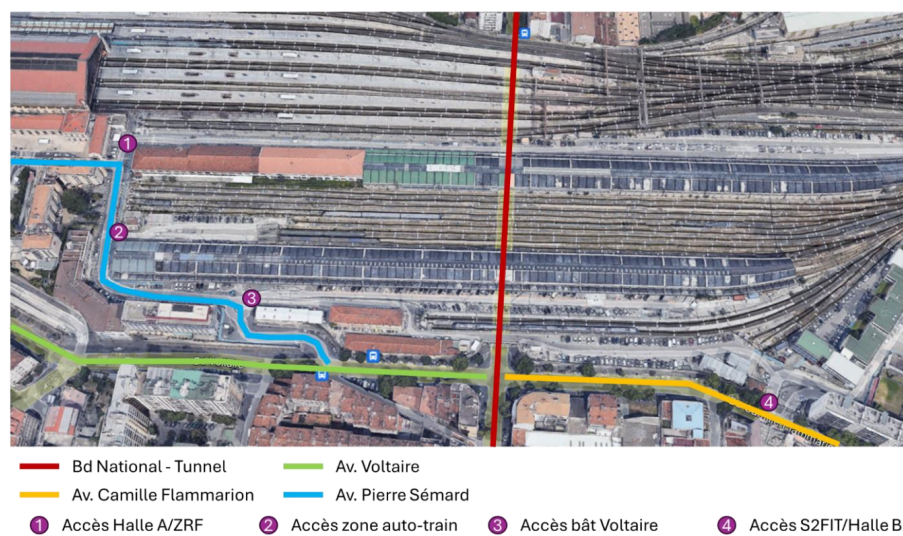 1
2
3
4
Bd National - Tunnel
Av. Voltaire
Av. Camille Flammarion
Av. Pierre Sémard
1 Accès Halle A/ZRF
2 Accès zone auto-train
3 Accès bât Voltaire
4 Accès S2FIT/Halle B